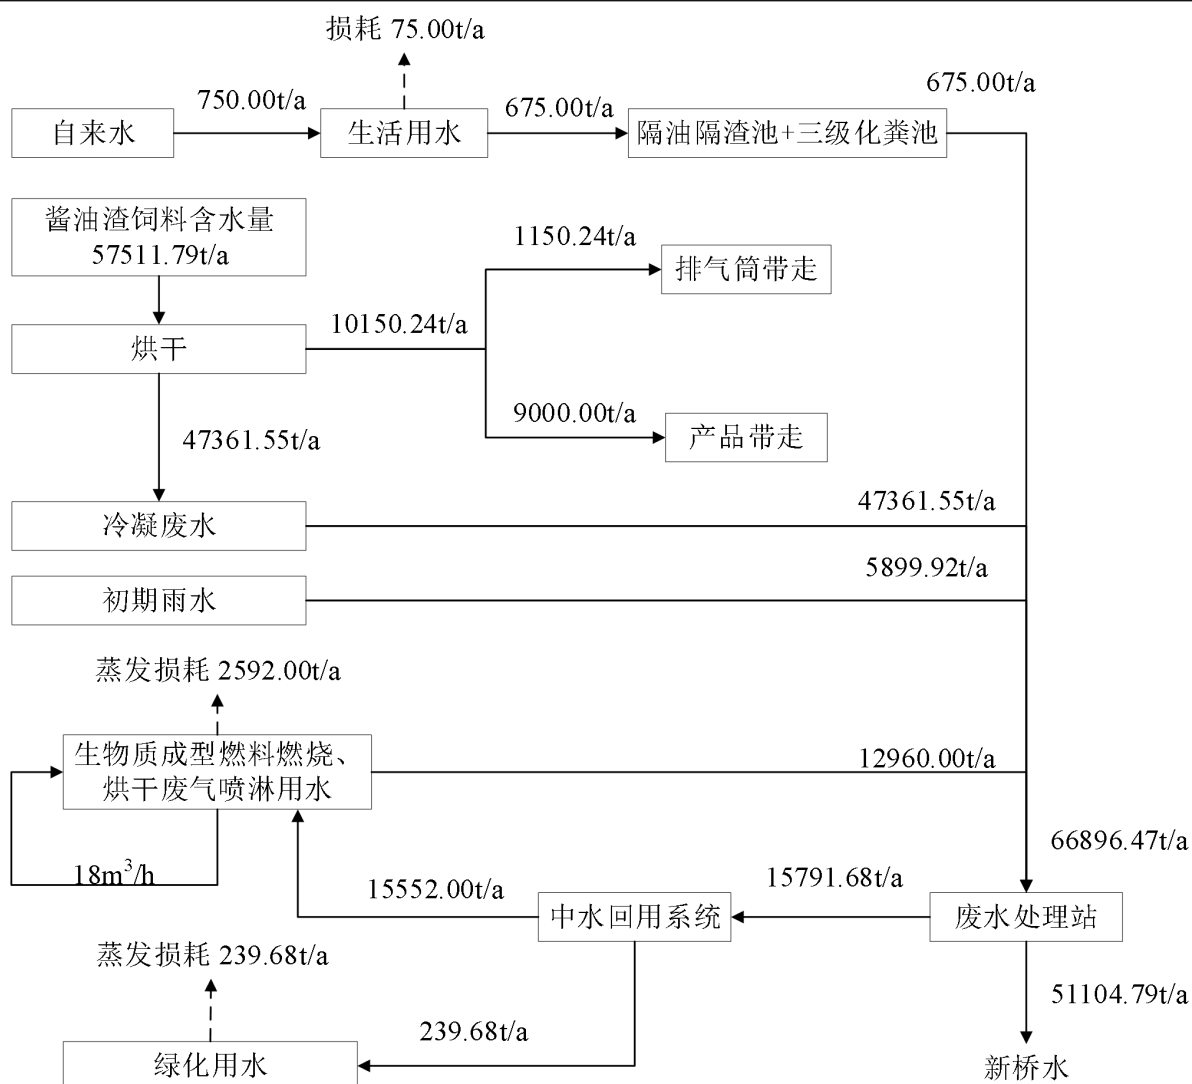 损耗 75.00t/a
自来水
750.00t/a
生活用水
675.00t/a
隔油隔渣池+三级化粪池
675.00t/a
酱油渣饲料含水量
57511.79t/a
烘干
10150.24t/a
1150.24t/a
排气筒带走
9000.00t/a
产品带走
47361.55t/a
冷凝废水
47361.55t/a
初期雨水
5899.92t/a
蒸发损耗 2592.00t/a
生物质成型燃料燃烧、
烘干废气喷淋用水
12960.00t/a
18m³/h
66896.47t/a
15552.00t/a
中水回用系统
15791.68t/a
废水处理站
蒸发损耗 239.68t/a
51104.79t/a
239.68t/a
绿化用水
新桥水